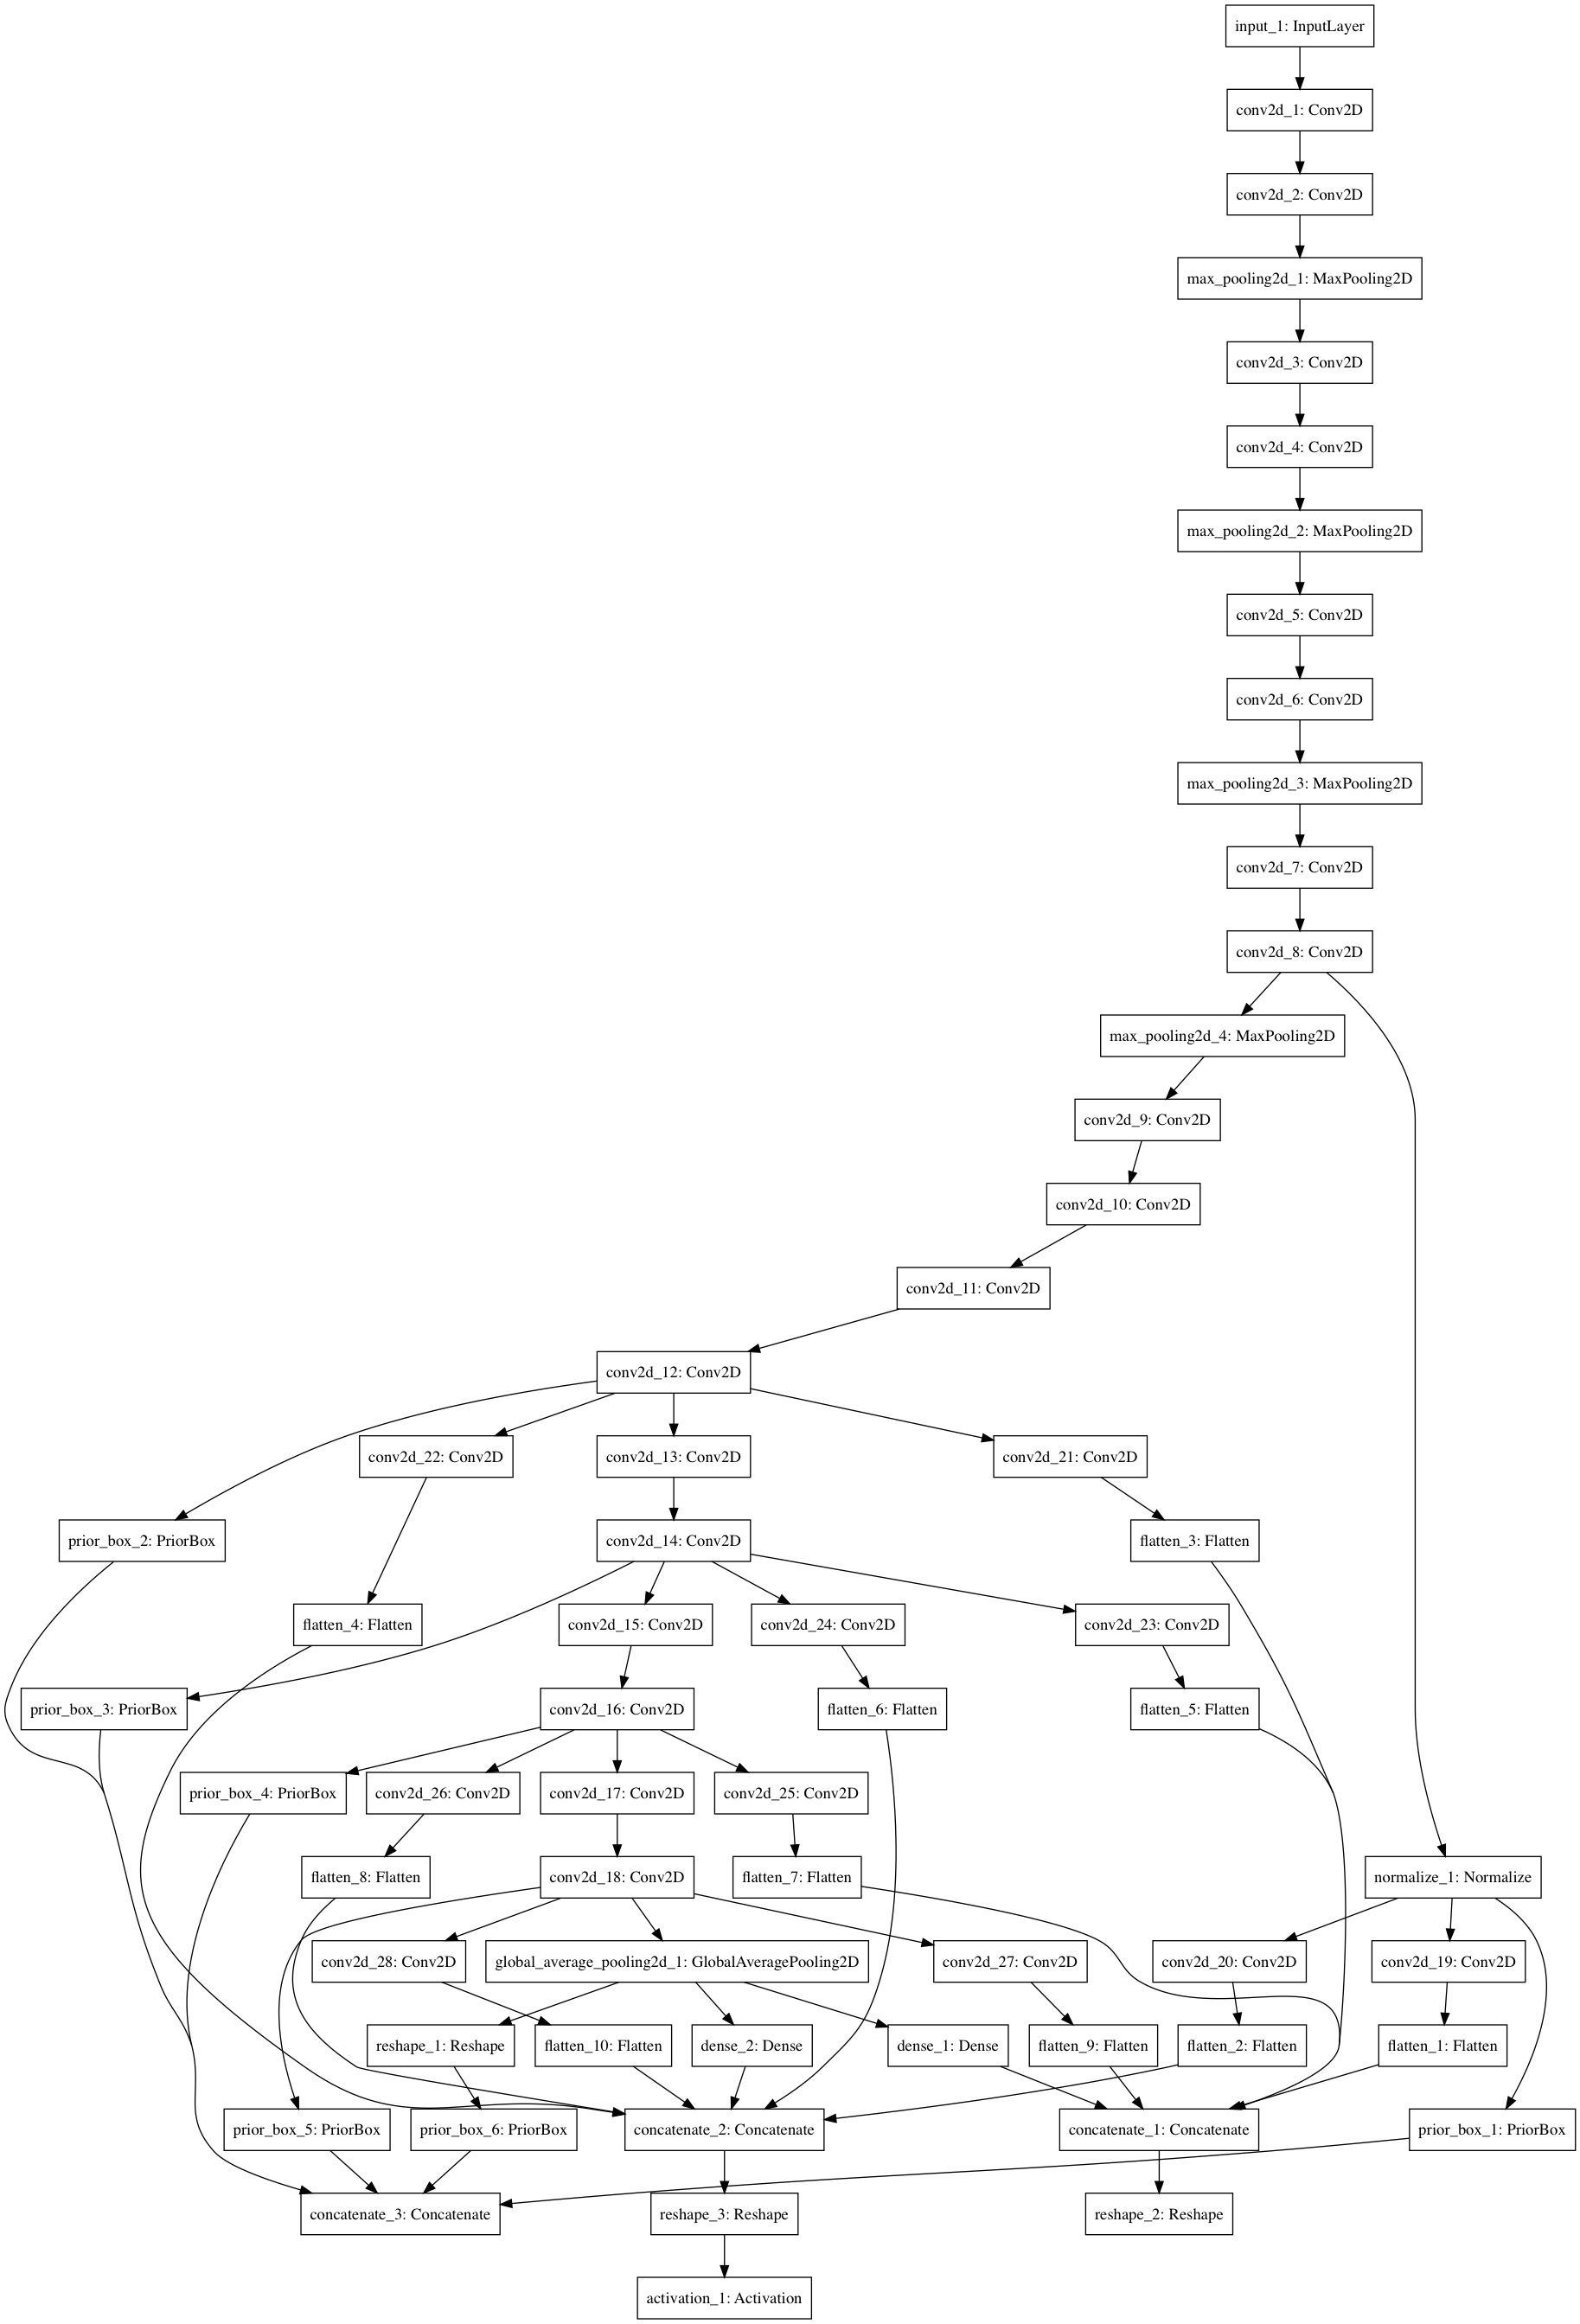 input_1: InputLayer
conv2d_1: Conv2D
conv2d_2: Conv2D
max_pooling2d_1: MaxPooling2D
conv2d_3: Conv2D
conv2d_4: Conv2D
max_pooling2d_2: MaxPooling2D
conv2d_5: Conv2D
conv2d_6: Conv2D
max_pooling2d_3: MaxPooling2D
conv2d_7: Conv2D
conv2d_8: Conv2D
max_pooling2d_4: MaxPooling2D
conv2d_9: Conv2D
conv2d_10: Conv2D
conv2d_11: Conv2D
conv2d_12: Conv2D
conv2d_22: Conv2D
conv2d_13: Conv2D
conv2d_21: Conv2D
prior_box_2: PriorBox
conv2d_14: Conv2D
flatten_3: Flatten
flatten_4: Flatten
conv2d_15: Conv2D
conv2d_24: Conv2D
conv2d_23: Conv2D
prior_box_3: PriorBox
conv2d_16: Conv2D
flatten_6: Flatten
flatten_5: Flatten
prior_box_4: PriorBox
conv2d_26: Conv2D
conv2d_17: Conv2D
conv2d_25: Conv2D
flatten_8: Flatten
conv2d_18: Conv2D
flatten_7: Flatten
normalize_1: Normalize
conv2d_28: Conv2D
global_average_pooling2d_1: GlobalAveragePooling2D
conv2d_27: Conv2D
conv2d_20: Conv2D
conv2d_19: Conv2D
reshape_1: Reshape
flatten_10: Flatten
dense_2: Dense
dense_1: Dense
flatten_9: Flatten
flatten_2: Flatten
flatten_1: Flatten
prior_box_5: PriorBox
prior_box_6: PriorBox
concatenate_2: Concatenate
concatenate_1: Concatenate
prior_box_1: PriorBox
concatenate_3: Concatenate
reshape_3: Reshape
reshape_2: Reshape
activation_1: Activation